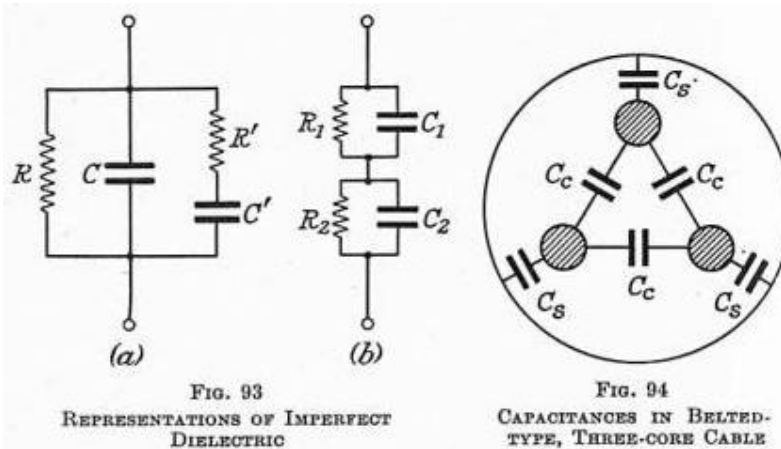 R
C
R'
C'
(a)
R1
C1
R2
C2
(b)
FIG. 93
REPRESENTATIONS OF IMPERFECT
DIELECTRIC
Cs
Cc
Cc
Cc
Cs
Cs
FIG. 94
CAPACITANCES IN BELTED-
TYPE, THREE-CORE CABLE